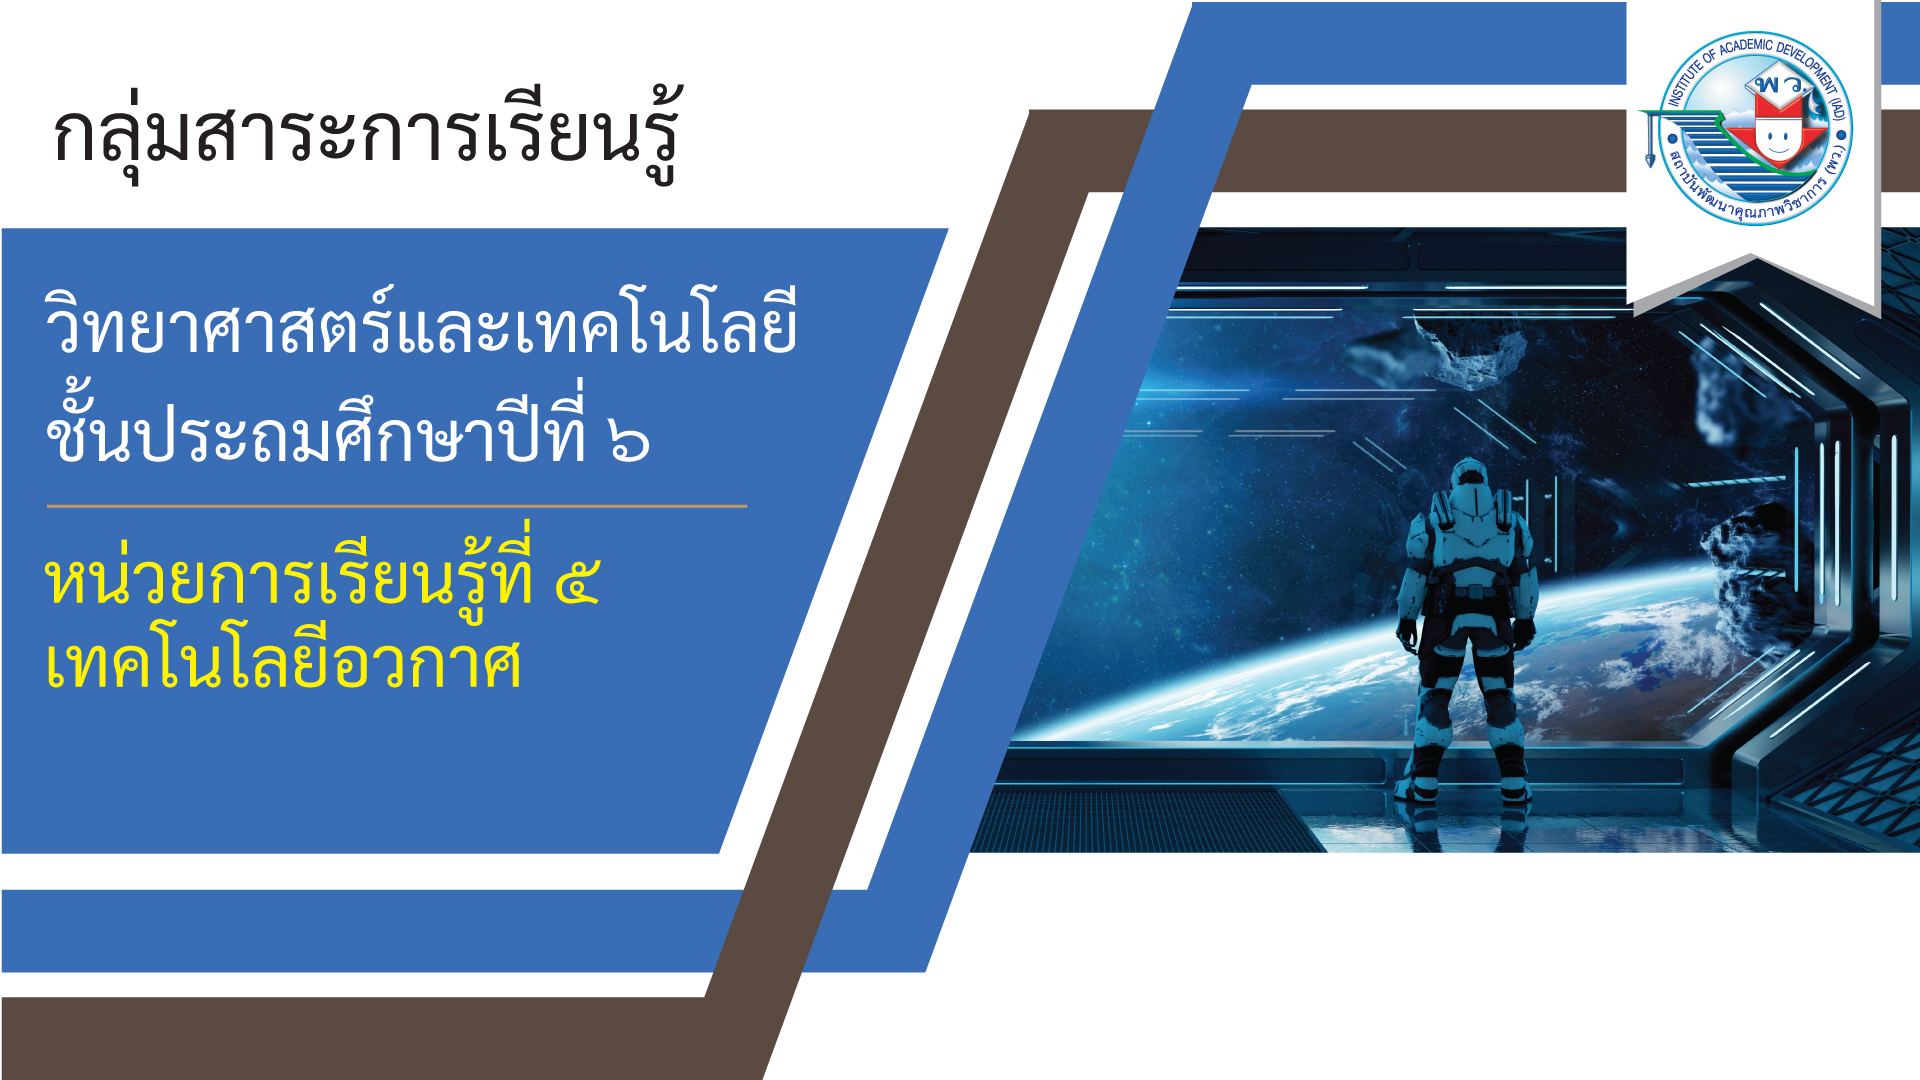 กลุ่มสาระการเรียนรู้
วิทยาศาสตร์และเทคโนโลยี
ชั้นประถมศึกษาปีที่ ๖
หน่วยการเรียนรู้ที่ ๕
เทคโนโลยีอวกาศ
INSTITUTE OF ACADEMIC DEVELOPMENT (IAD)
พว.
สถาบันพัฒนาคุณภาพวิชาการ (พว.)